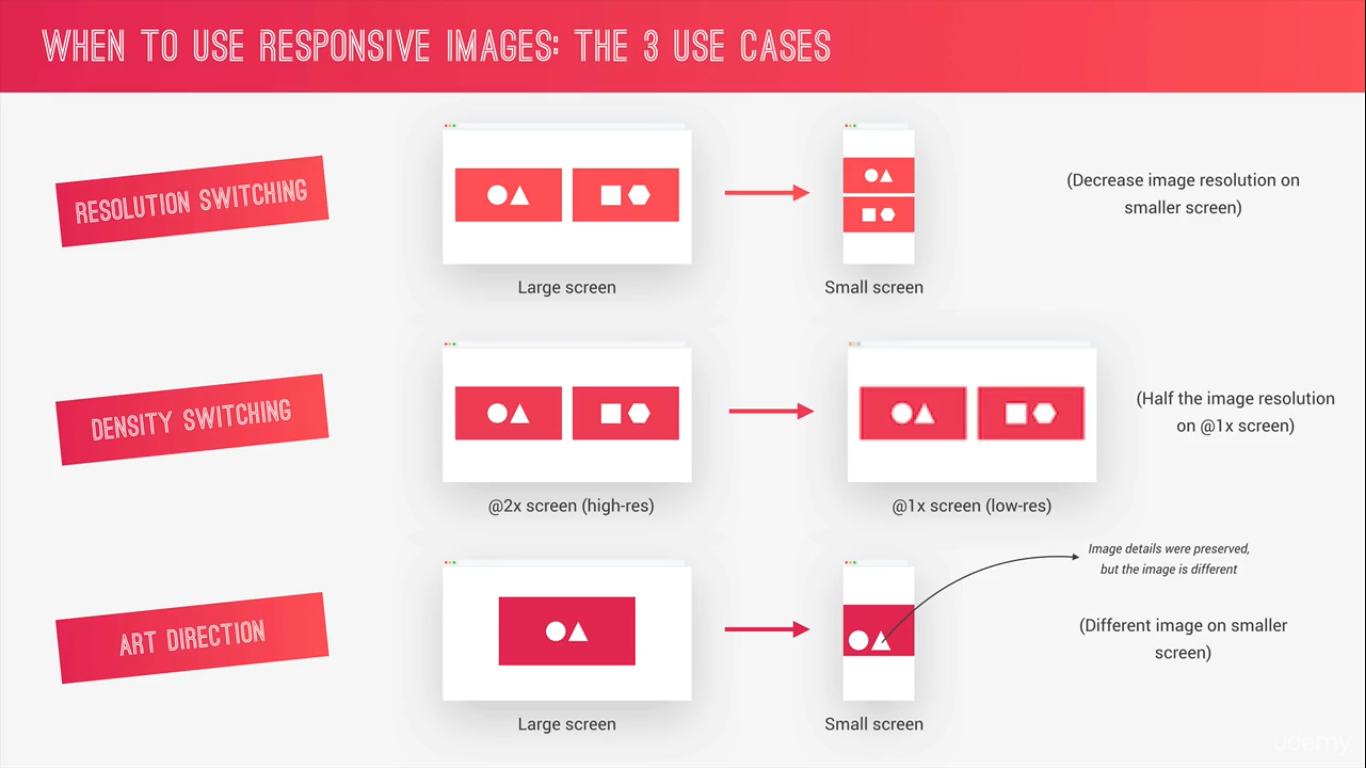 WHEN TO USE RESPONSIVE IMAGES: THE 3 USE CASES
RESOLUTION SWITCHING
Large screen
Small screen
(Decrease image resolution on
smaller screen)
DENSITY SWITCHING
@2x screen (high-res)
@1x screen (low-res)
(Half the image resolution
on @1x screen)
ART DIRECTION
Large screen
Small screen
Image details were preserved,
but the image is different
(Different image on smaller
screen)
udemy